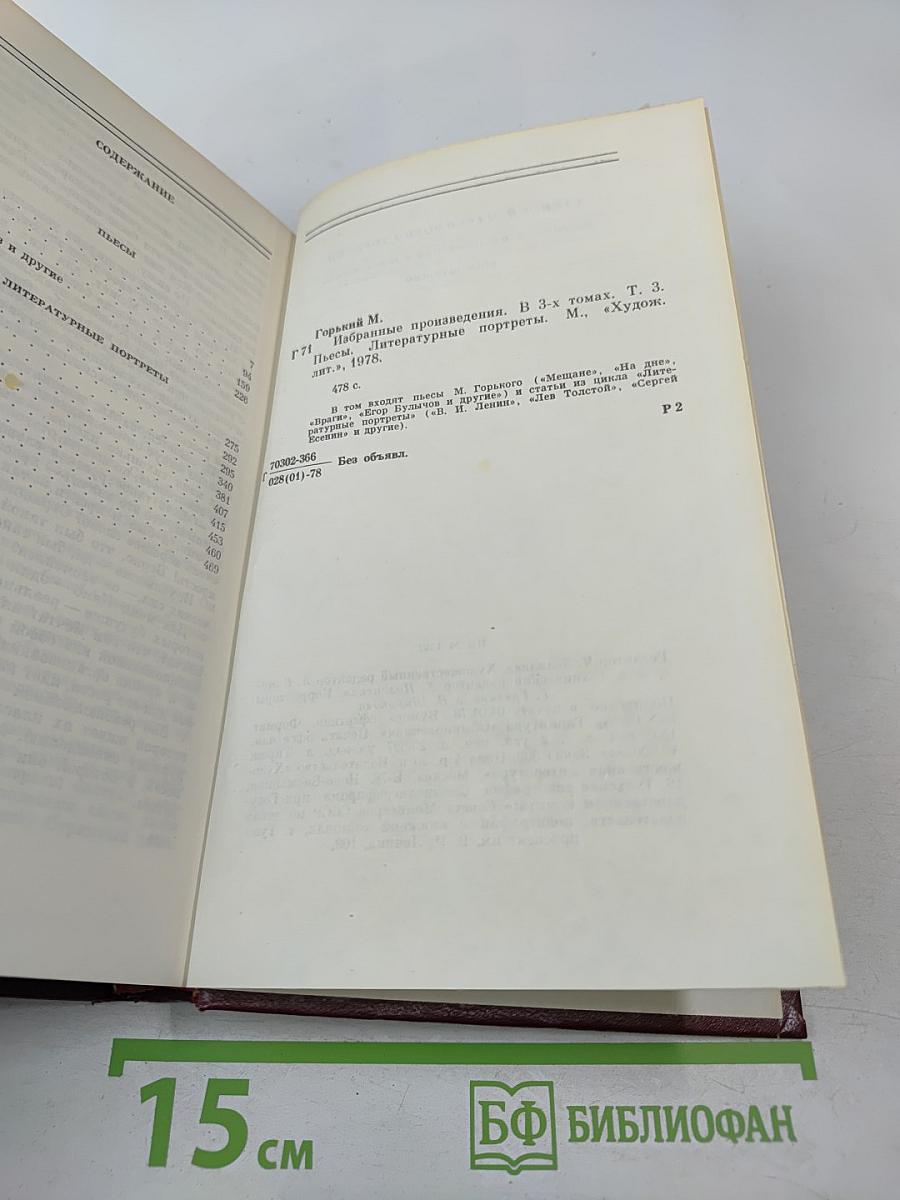 СОДЕРЖАНИЕ
ПЬЕСЫ
в и другие
ЛИТЕРАТУРНЫЕ ПОРТРЕТЫ
7
94
159
226
275
292
295
340
381
407
415
453
460
469
Горький М.
Г 71 Избранные произведения. В 3-х томах. Т. 3.
Пьесы. Литературные портреты. М., «Худож.
лит.», 1978.
478 с.
В том входят пьесы М. Горького («Мещане», «На дне»,
«Враги», «Егор Булычов и другие») и статьи из цикла «Лите-
ратурные портреты» («В. И. Ленин», «Лев Толстой», «Сергей
Есенин» и другие).
Р 2
Г 70302-366
028(01)-78 Без объявл.
15 см
БФ БИБЛИОФАН